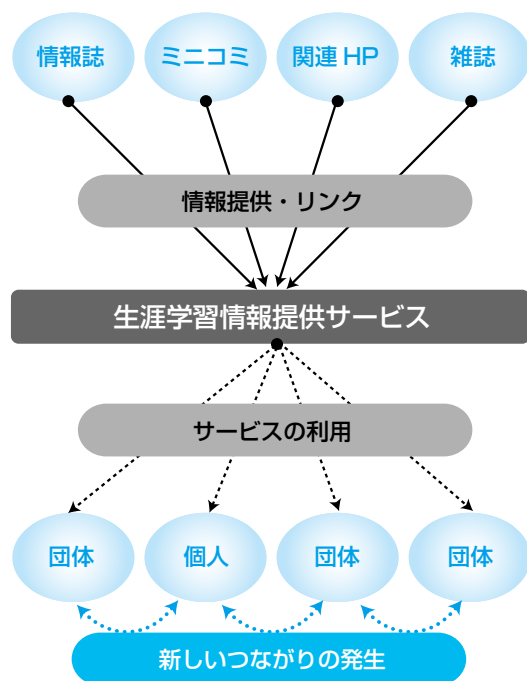 情報誌
ミニコミ
関連 HP
雑誌
情報提供・リンク
生涯学習情報提供サービス
サービスの利用
団体
個人
団体
団体
新しいつながりの発生